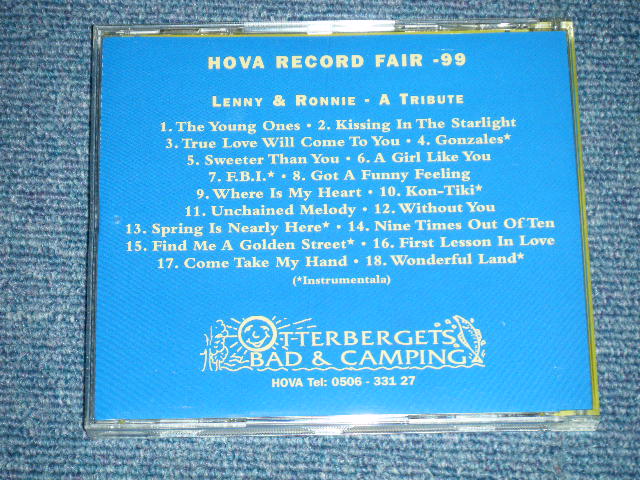 HOVA RECORD FAIR -99
LENNY & RONNIE - A TRIBUTE
1. The Young Ones • 2. Kissing In The Starlight
3. True Love Will Come To You • 4. Gonzales*
5. Sweeter Than You • 6. A Girl Like You
7. F.B.I.* • 8. Got A Funny Feeling
9. Where Is My Heart • 10. Kon-Tiki*
11. Unchained Melody • 12. Without You
13. Spring Is Nearly Here* • 14. Nine Times Out Of Ten
15. Find Me A Golden Street* • 16. First Lesson In Love
17. Come Take My Hand • 18. Wonderful Land*
(*Instrumentala)
OTTERBERGETS
BAD & CAMPING
HOVA Tel: 0506 - 331 27